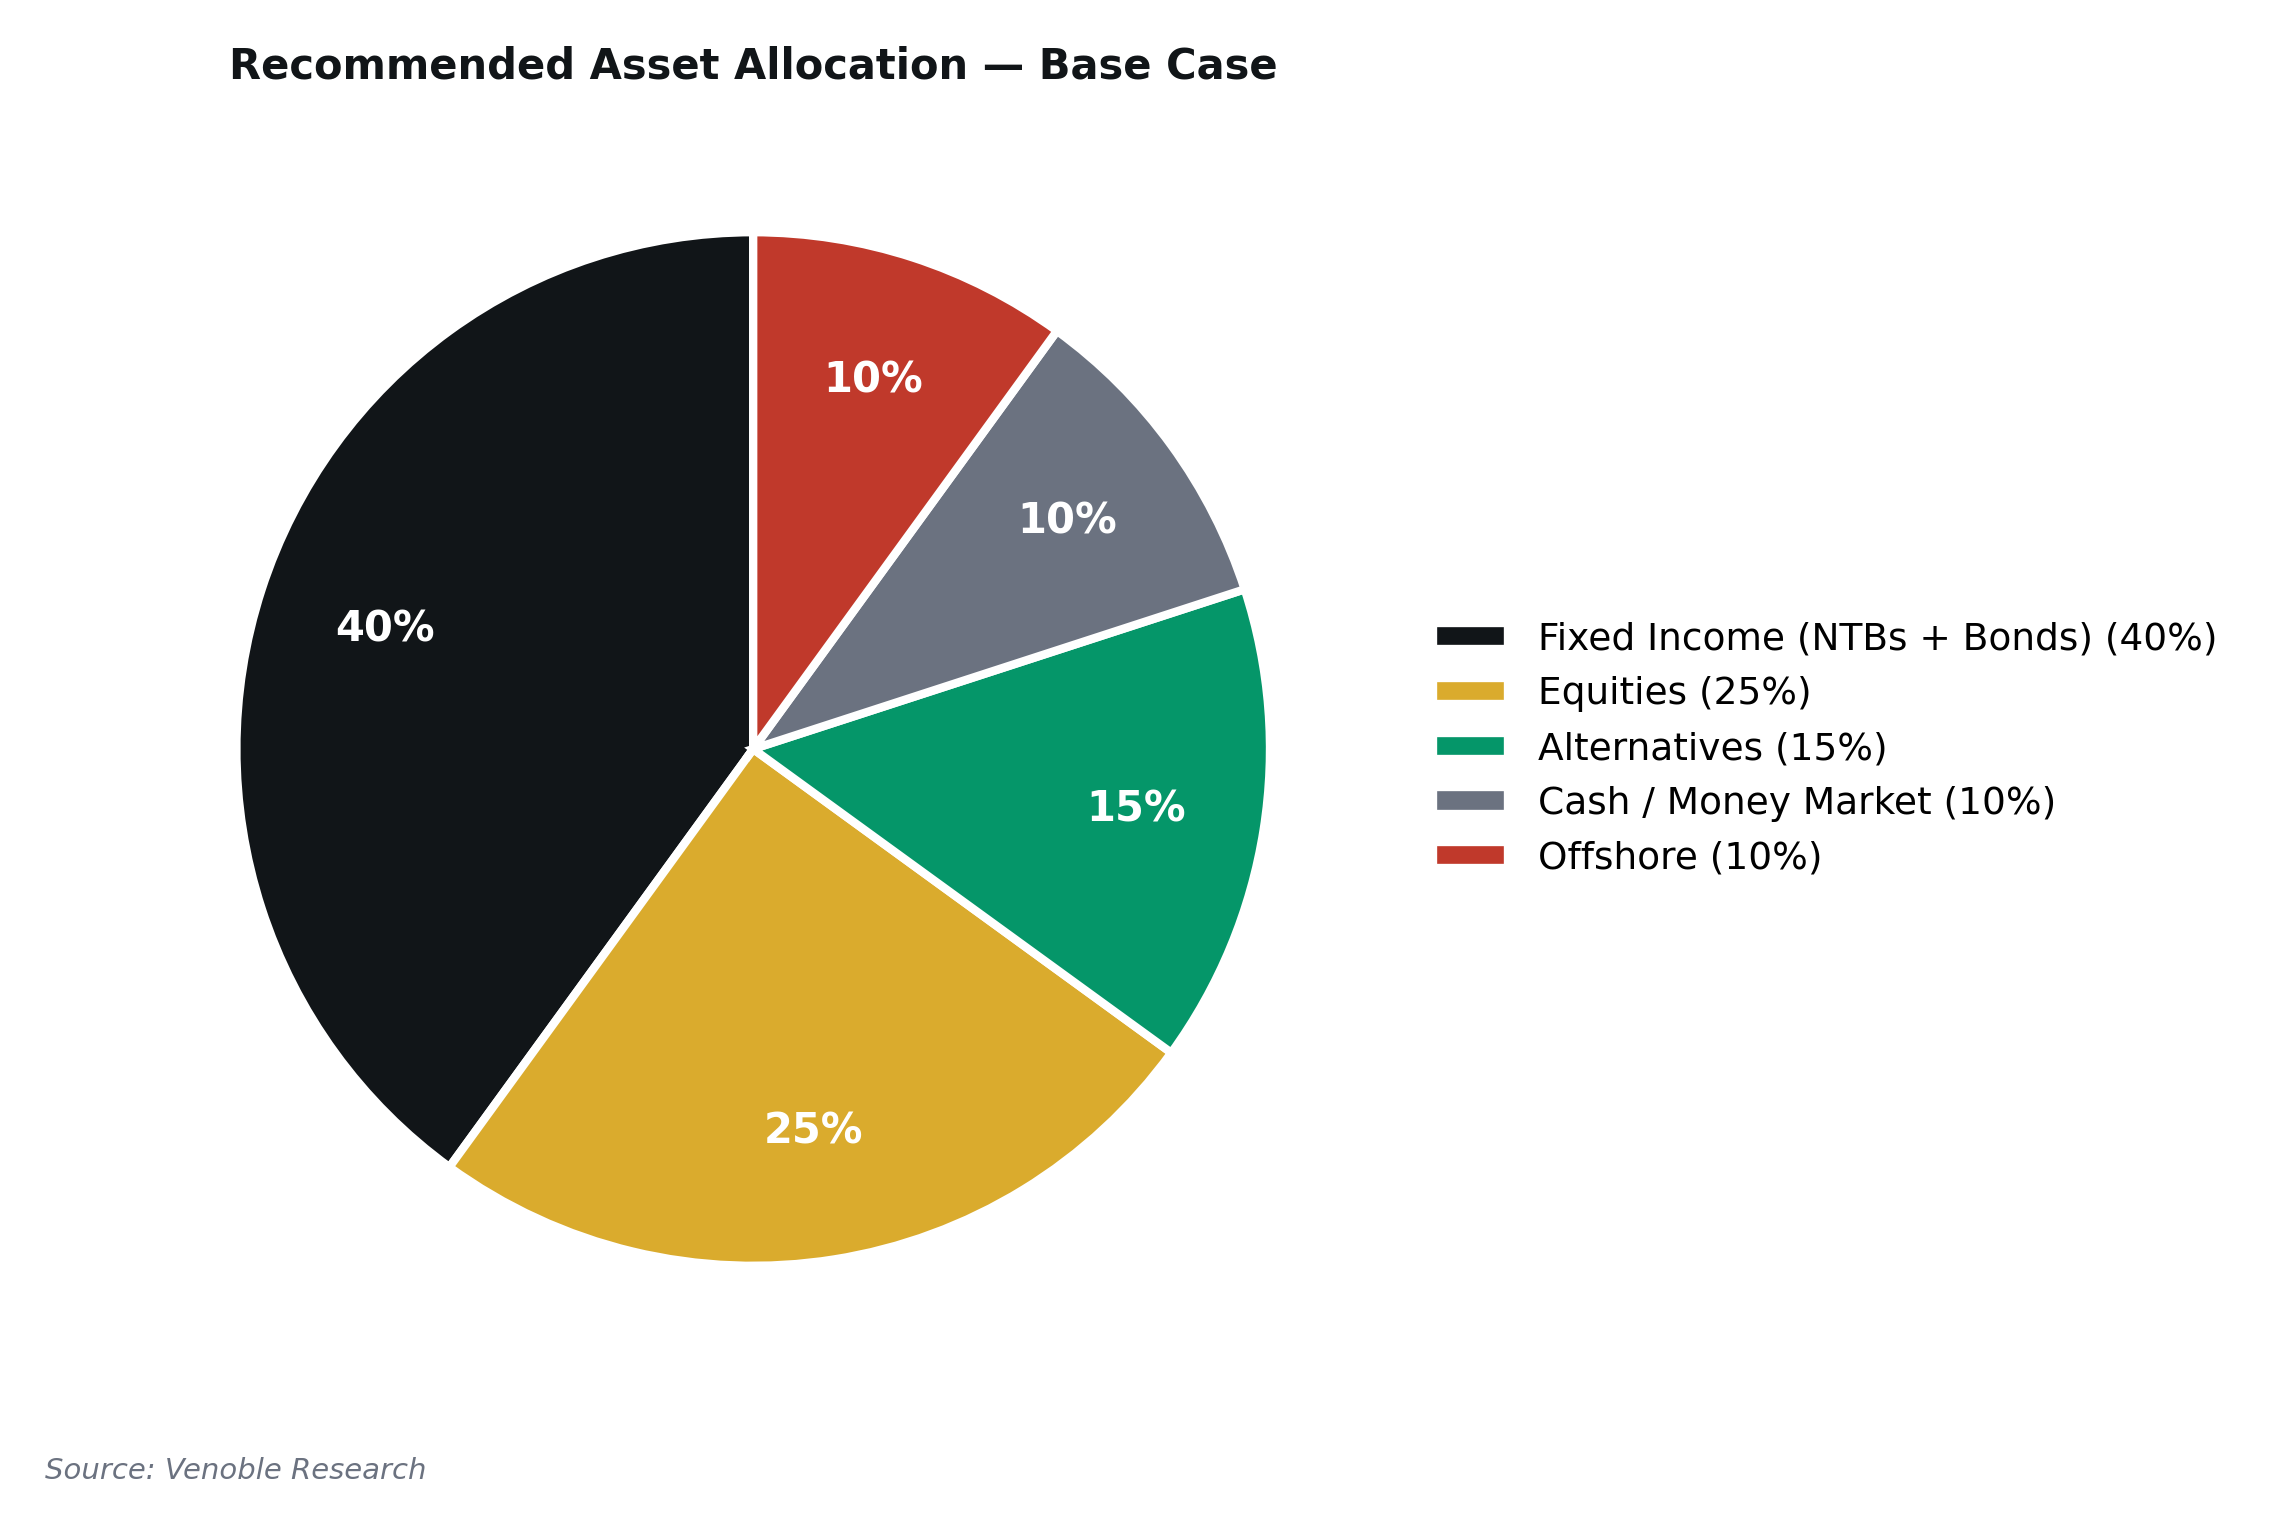 Recommended Asset Allocation — Base Case
10%
10%
40%
15%
25%
Fixed Income (NTBs + Bonds) (40%)
Equities (25%)
Alternatives (15%)
Cash / Money Market (10%)
Offshore (10%)
Source: Venoble Research